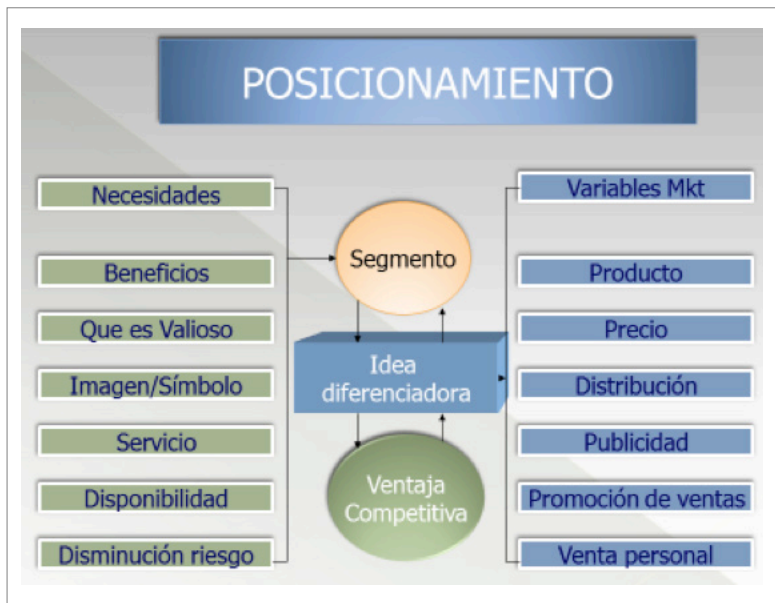 POSICIONAMIENTO
Necesidades
Beneficios
Que es Valioso
Imagen/Símbolo
Servicio
Disponibilidad
Disminución riesgo
Segmento
Idea
diferenciadora
Ventaja
Competitiva
Variables Mkt
Producto
Precio
Distribución
Publicidad
Promoción de ventas
Venta personal